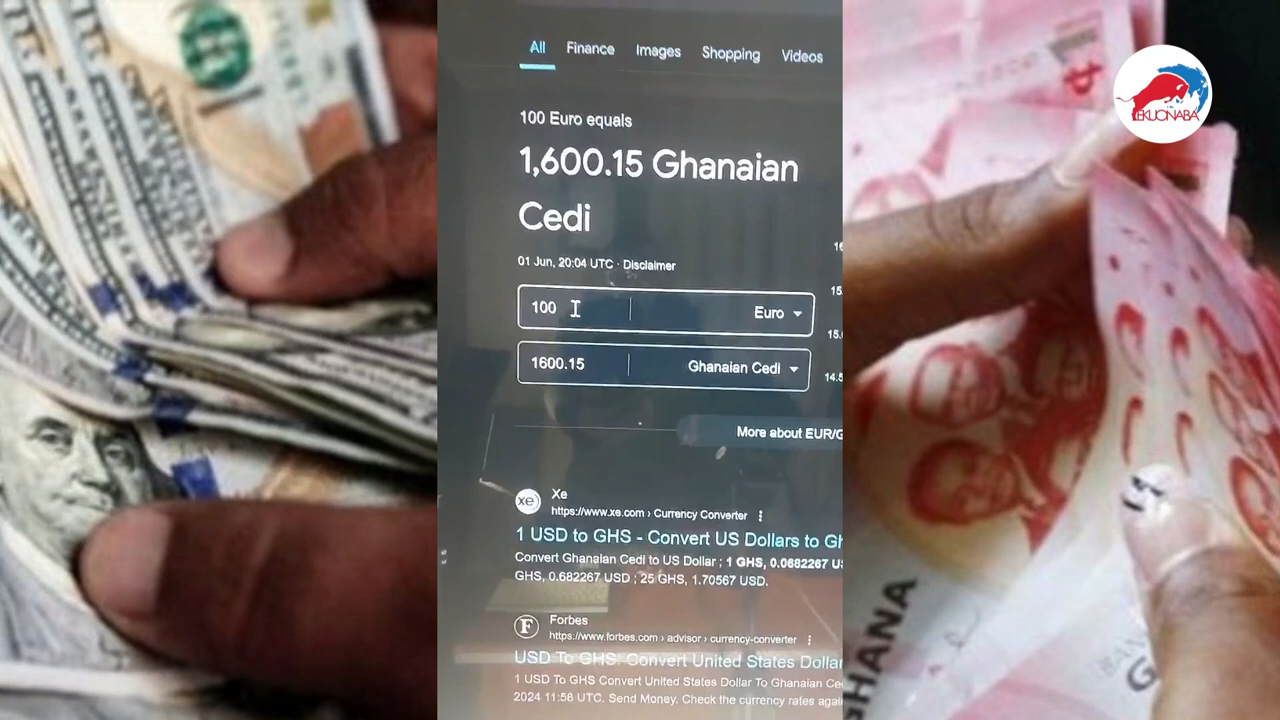 All Finance Images Shopping Videos
100 Euro equals
1,600.15 Ghanaian
Cedi
01 Jun, 20:04 UTC · Disclaimer
100 Euro
1600.15 Ghanaian Cedi
More about EUR/G
Xe
https://www.xe.com › Currency Converter
1 USD to GHS - Convert US Dollars to Gh
Convert Ghanaian Cedi to US Dollar ; 1 GHS, 0.0682267 U
GHS, 0.682267 USD ; 25 GHS, 1.70567 USD.
Forbes
https://www.forbes.com › advisor › currency-converter
USD To GHS: Convert United States Dollar
1 USD To GHS Convert United States Dollar To Ghanaian Ce
2024 11:56 UTC. Send Money. Check the currency rates agai
EKUONABA
GHANA